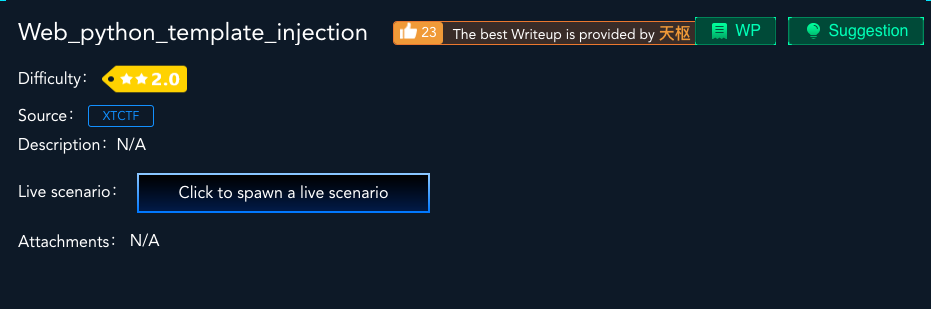 Web_python_template_injection 23 The best Writeup is provided by 天枢 WP Suggestion
Difficulty： 2.0
Source： XTCTF
Description： N/A
Live scenario： Click to spawn a live scenario
Attachments： N/A